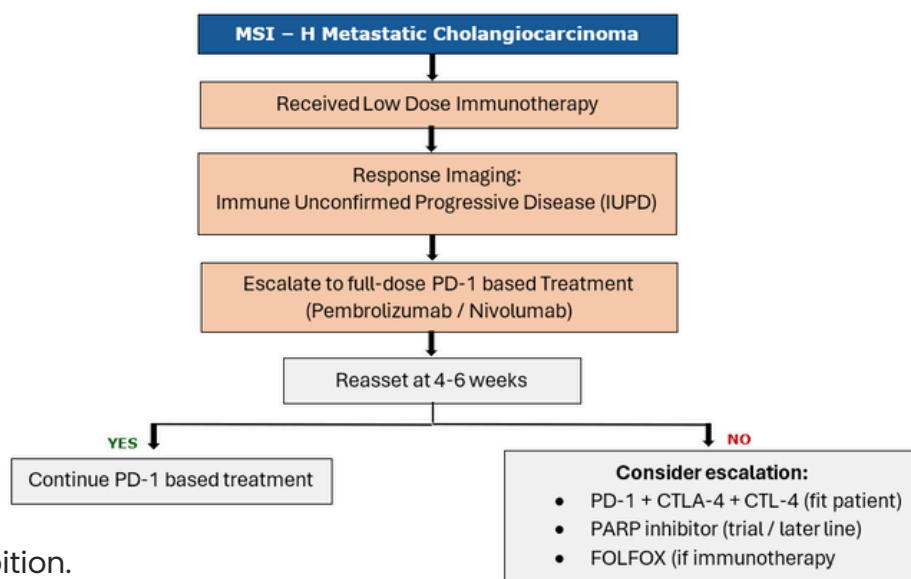 MSI – H Metastatic Cholangiocarcinoma
Received Low Dose Immunotherapy
Response Imaging:
Immune Unconfirmed Progressive Disease (IUPD)
Escalate to full-dose PD-1 based Treatment
(Pembrolizumab / Nivolumab)
Reasset at 4-6 weeks
YES
NO
Continue PD-1 based treatment
Consider escalation:
• PD-1 + CTLA-4 + CTL-4 (fit patient)
• PARP inhibitor (trial / later line)
• FOLFOX (if immunotherapy
ition.